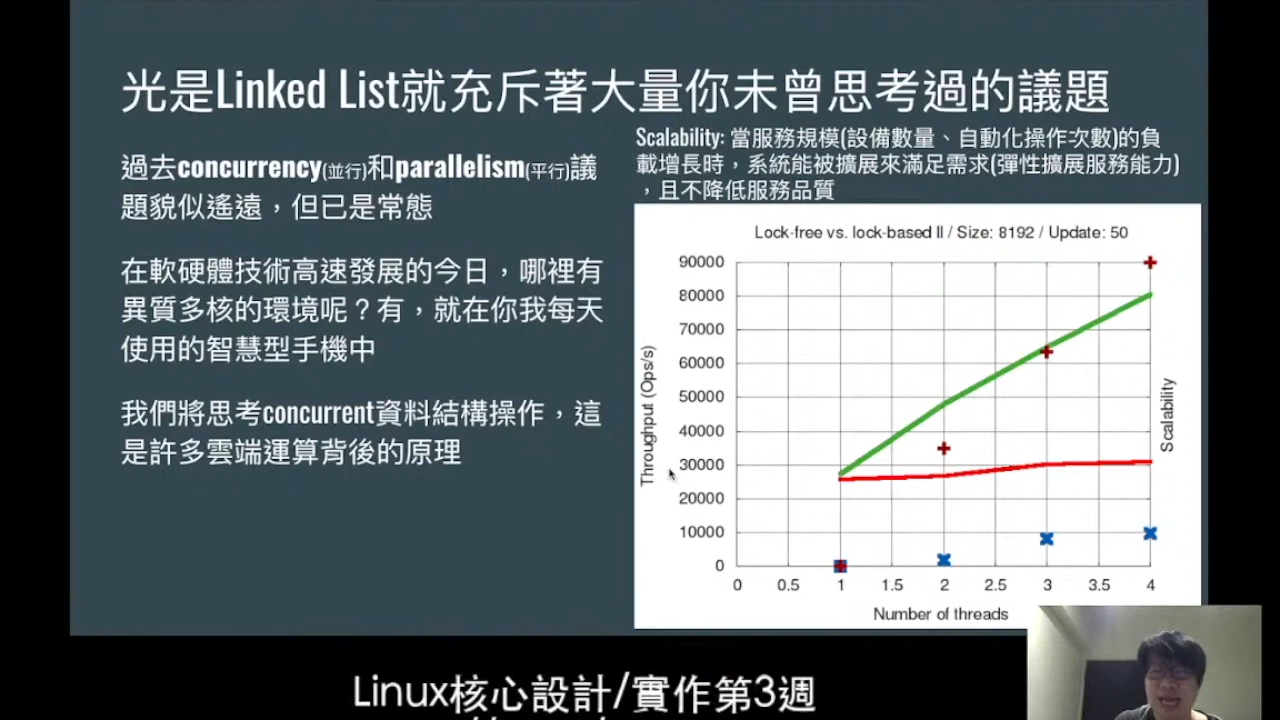 光是Linked List就充斥著大量你未曾思考過的議題
過去concurrency(並行)和parallelism(平行)議
題貌似遙遠，但已是常態
在軟硬體技術高速發展的今日，哪裡有
異質多核的環境呢？有，就在你我每天
使用的智慧型手機中
我們將思考concurrent資料結構操作，這
是許多雲端運算背後的原理
Scalability: 當服務規模(設備數量、自動化操作次數)的負
載增長時，系統能被擴展來滿足需求(彈性擴展服務能力)
，且不降低服務品質
Lock-free vs. lock-based II / Size: 8192 / Update: 50
Throughput (Ops/s)
90000
80000
70000
60000
50000
40000
30000
20000
10000
0
Scalability
0 0.5 1 1.5 2 2.5 3 3.5 4
Number of threads
Linux核心設計/實作第3週